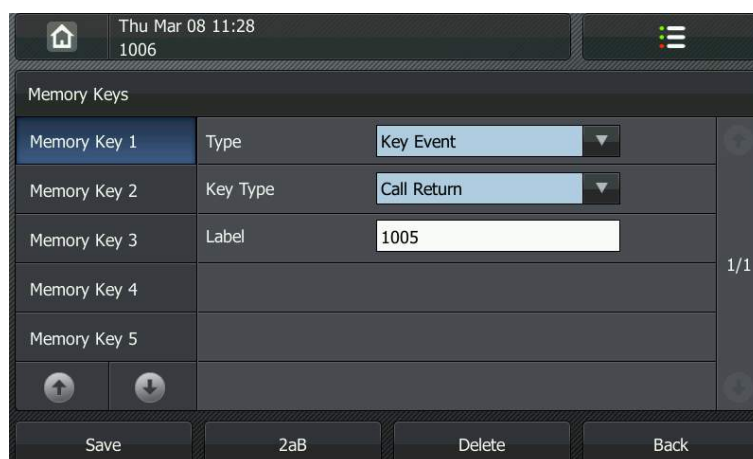 Thu Mar 08 11:28
1006
Memory Keys
Memory Key 1
Type
Key Event
Memory Key 2
Key Type
Call Return
Memory Key 3
Label
1005
1/1
Memory Key 4
Memory Key 5
Save
2aB
Delete
Back